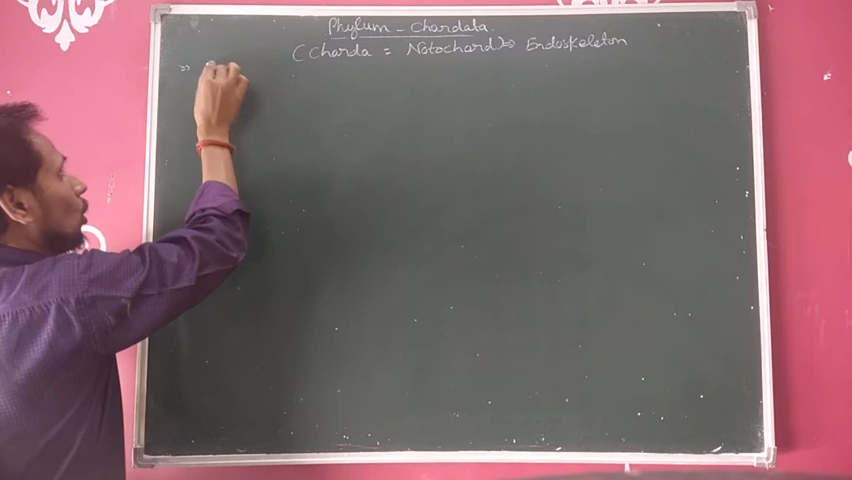 Phylum - Chordata.
(Chorda = Notochord) ⇒ Endoskeleton